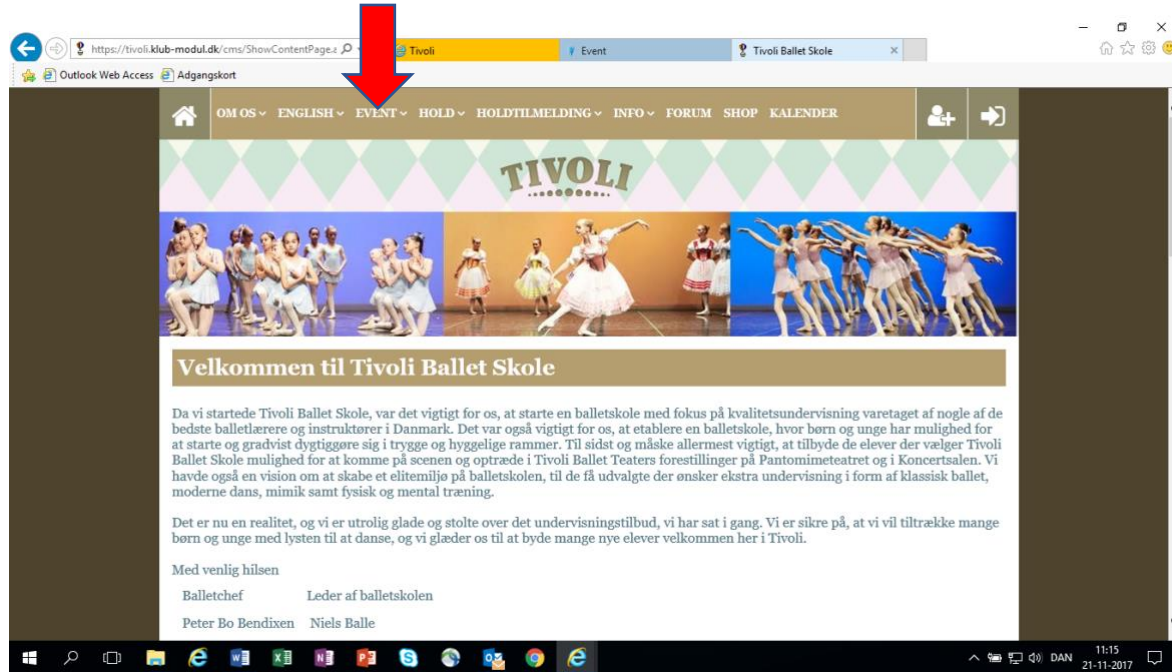 https://tivoli.klub-modul.dk/cms/ShowContentPage.a
Tivoli
Event
Tivoli Ballet Skole
Outlook Web Access
Adgangskort
OM OS ENGLISH EVENT HOLD HOLDTILMELDING INFO FORUM SHOP KALENDER
TIVOLI
Velkommen til Tivoli Ballet Skole
Da vi startede Tivoli Ballet Skole, var det vigtigt for os, at starte en balletskole med fokus på kvalitetsundervisning varetaget af nogle af de
bedste balletlærere og instruktører i Danmark. Det var også vigtigt for os, at etablere en balletskole, hvor børn og unge har mulighed for
at starte og gradvist dygtiggøre sig i trygge og hyggelige rammer. Til sidst og måske allermest vigtigt, at tilbyde de elever der vælger Tivoli
Ballet Skole mulighed for at komme på scenen og optræde i Tivoli Ballet Teaters forestillinger på Pantomimeteatret og i Koncertsalen. Vi
havde også en vision om at skabe et elitemiljø på balletskolen, til de få udvalgte der ønsker ekstra undervisning i form af klassisk ballet,
moderne dans, mimik samt fysisk og mental træning.
Det er nu en realitet, og vi er utrolig glade og stolte over det undervisningstilbud, vi har sat i gang. Vi er sikre på, at vi vil tiltrække mange
børn og unge med lysten til at danse, og vi glæder os til at byde mange nye elever velkommen her i Tivoli.
Med venlig hilsen
Balletchef Leder af balletskolen
Peter Bo Bendixen Niels Balle
DAN
11:15
21-11-2017